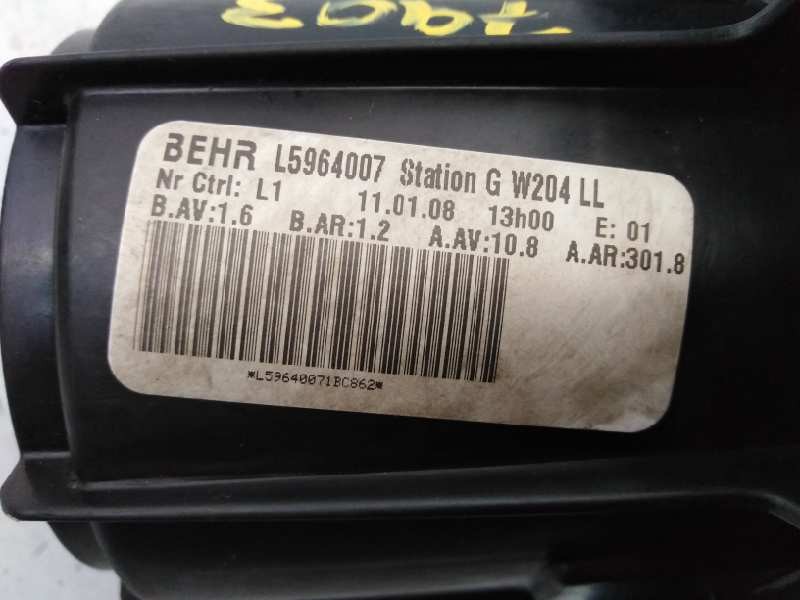 7903
BEHR L5964007 Station G W204 LL
Nr Ctrl: L1 11.01.08 13h00 E: 01
B.AV:1.6 B.AR:1.2 A.AV:10.8 A.AR:301.8
*L59640071BC862*